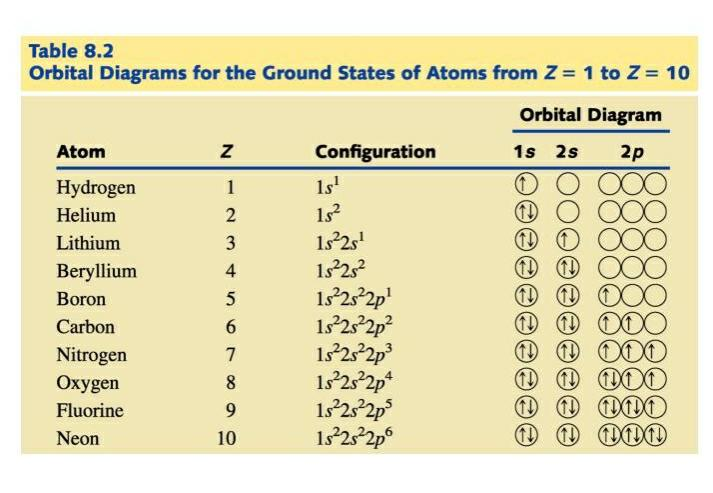 Table 8.2
Orbital Diagrams for the Ground States of Atoms from Z = 1 to Z = 10
Orbital Diagram
Atom Z Configuration 1s 2s 2p
Hydrogen 1 1s¹ ↑
Helium 2 1s² ↑↓
Lithium 3 1s²2s¹ ↑↓ ↑
Beryllium 4 1s²2s² ↑↓ ↑↓
Boron 5 1s²2s²2p¹ ↑↓ ↑↓ ↑
Carbon 6 1s²2s²2p² ↑↓ ↑↓ ↑ ↑
Nitrogen 7 1s²2s²2p³ ↑↓ ↑↓ ↑ ↑ ↑
Oxygen 8 1s²2s²2p⁴ ↑↓ ↑↓ ↑↓ ↑ ↑
Fluorine 9 1s²2s²2p⁵ ↑↓ ↑↓ ↑↓ ↑↓ ↑
Neon 10 1s²2s²2p⁶ ↑↓ ↑↓ ↑↓ ↑↓ ↑↓